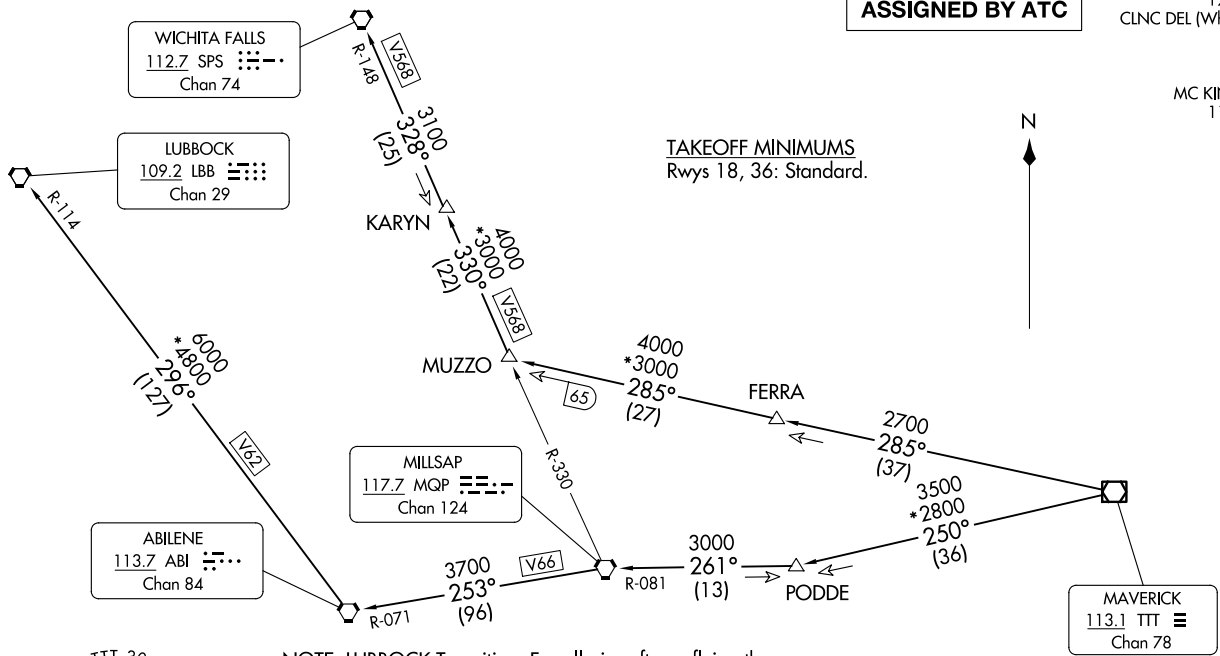 ASSIGNED BY ATC
CLNC DEL
WICHITA FALLS
112.7 SPS
Chan 74
R-148
V568
3100
328°
(25)
TAKEOFF MINIMUMS
Rwys 18, 36: Standard.
N
LUBBOCK
109.2 LBB
Chan 29
R-114
KARYN
4000
*3000
330°
(22)
V568
MUZZO
6000
*4800
296°
(127)
V62
4000
*3000
285°
(27)
65
FERRA
2700
285°
(37)
R-330
MILLSAP
117.7 MQP
Chan 124
3500
*2800
250°
(36)
ABILENE
113.7 ABI
Chan 84
3700
253°
(96)
V66
R-071
R-081
3000
261°
(13)
PODDE
MAVERICK
113.1 TTT
Chan 78